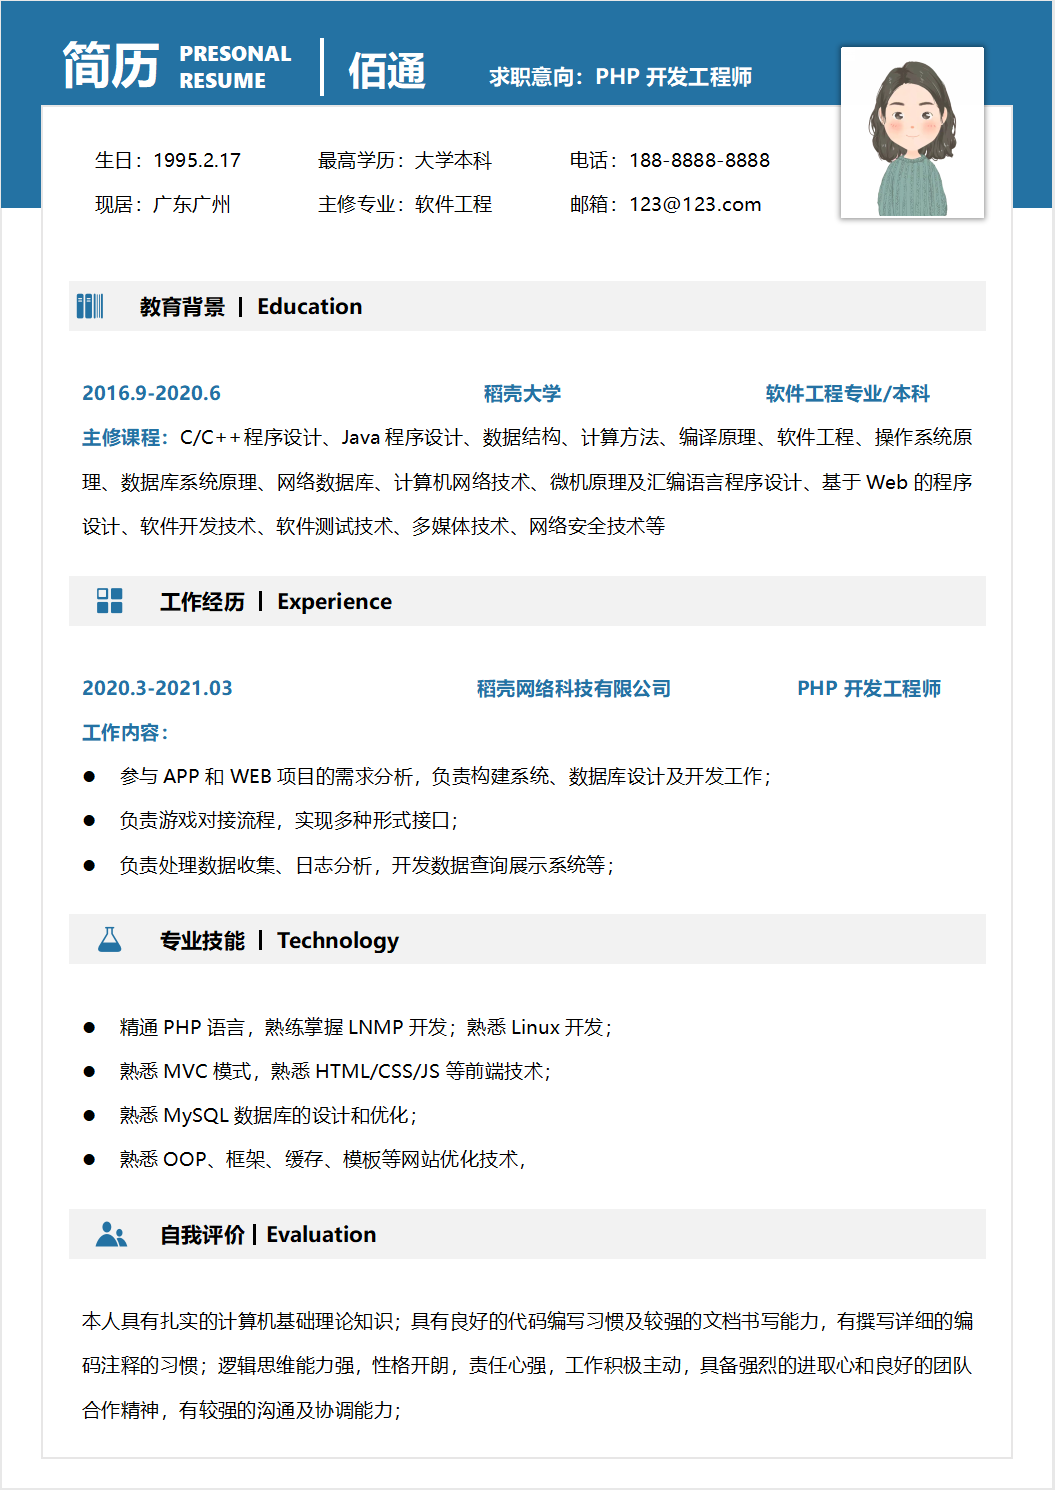 简历 PRESONAL RESUME 佰通 求职意向：PHP 开发工程师
生日：1995.2.17 最高学历：大学本科 电话：188-8888-8888
现居：广东广州 主修专业：软件工程 邮箱：123@123.com
教育背景 | Education
2016.9-2020.6 稻壳大学 软件工程专业/本科
主修课程：C/C++程序设计、Java 程序设计、数据结构、计算方法、编译原理、软件工程、操作系统原
理、数据库系统原理、网络数据库、计算机网络技术、微机原理及汇编语言程序设计、基于 Web 的程序
设计、软件开发技术、软件测试技术、多媒体技术、网络安全技术等
工作经历 | Experience
2020.3-2021.03 稻壳网络科技有限公司 PHP 开发工程师
工作内容：
● 参与 APP 和 WEB 项目的需求分析，负责构建系统、数据库设计及开发工作；
● 负责游戏对接流程，实现多种形式接口；
● 负责处理数据收集、日志分析，开发数据查询展示系统等；
专业技能 | Technology
● 精通 PHP 语言，熟练掌握 LNMP 开发；熟悉 Linux 开发；
● 熟悉 MVC 模式，熟悉 HTML/CSS/JS 等前端技术；
● 熟悉 MySQL 数据库的设计和优化；
● 熟悉 OOP、框架、缓存、模板等网站优化技术，
自我评价 | Evaluation
本人具有扎实的计算机基础理论知识；具有良好的代码编写习惯及较强的文档书写能力，有撰写详细的编
码注释的习惯；逻辑思维能力强，性格开朗，责任心强，工作积极主动，具备强烈的进取心和良好的团队
合作精神，有较强的沟通及协调能力；